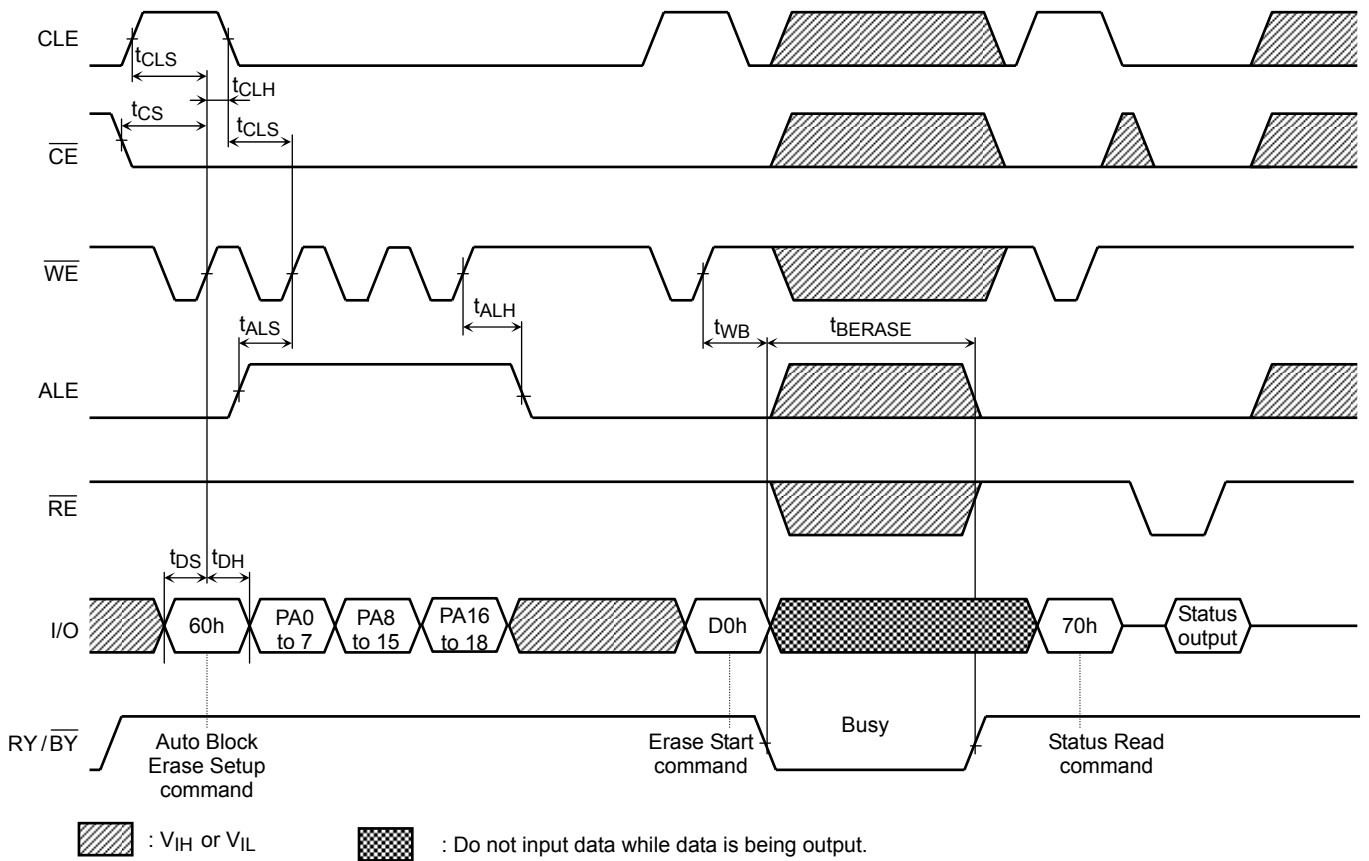 CLE
tCLS
tCLH
tCS
tCLS
CE
WE
tALS
tALH
tWB
tBERASE
ALE
RE
tDS
tDH
I/O
60h
PA0
to 7
PA8
to 15
PA16
to 18
D0h
70h
Status
output
RY/BY
Auto Block
Erase Setup
command
Erase Start
command
Busy
Status Read
command
: VIH or VIL
: Do not input data while data is being output.